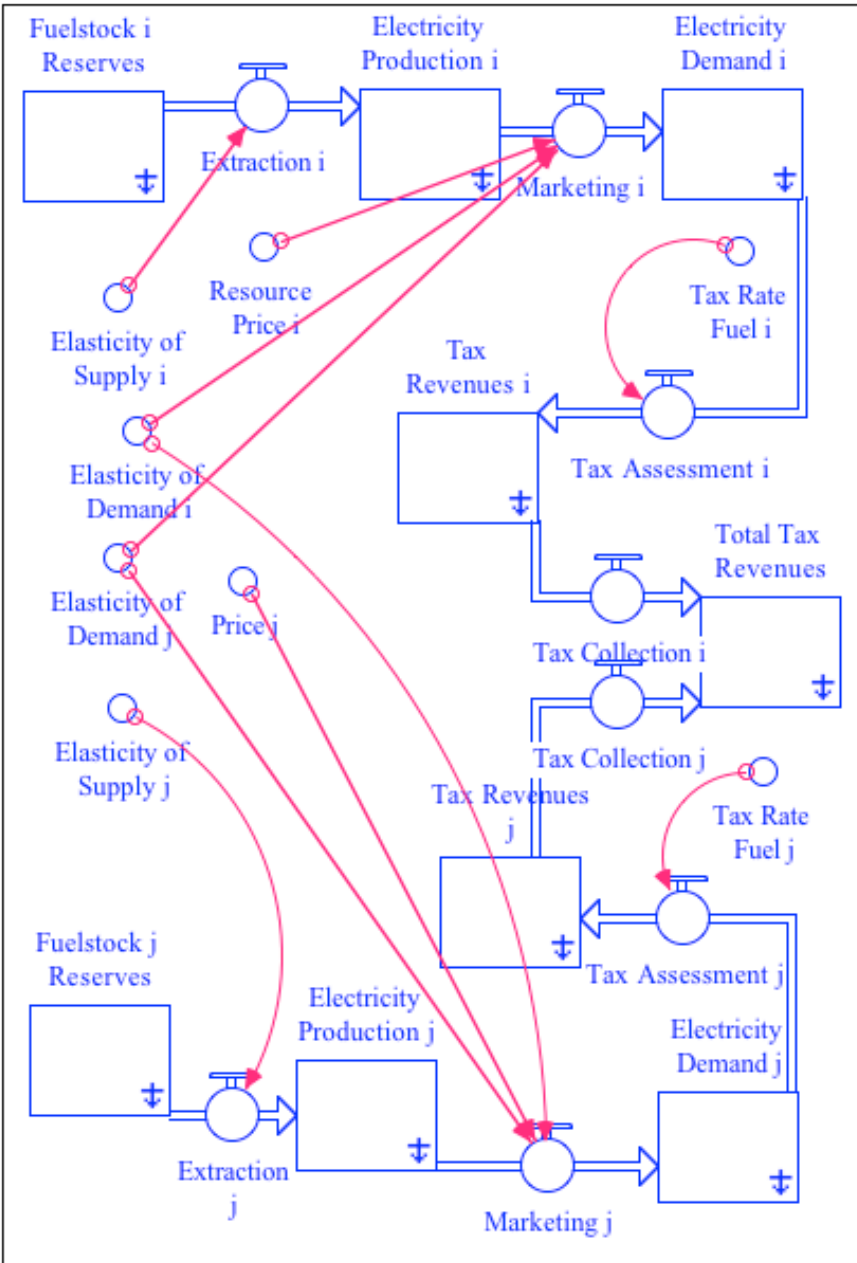 Fuelstock i
Reserves
Electricity
Production i
Electricity
Demand i
Extraction i
Marketing i
Resource
Price i
Tax Rate
Fuel i
Elasticity of
Supply i
Tax
Revenues i
Elasticity of
Demand i
Tax Assessment i
Total Tax
Revenues
Elasticity of
Demand j
Price j
Tax Collection i
Elasticity of
Supply j
Tax Collection j
Tax Revenues
j
Tax Rate
Fuel j
Fuelstock j
Reserves
Tax Assessment j
Electricity
Production j
Electricity
Demand j
Extraction
j
Marketing j